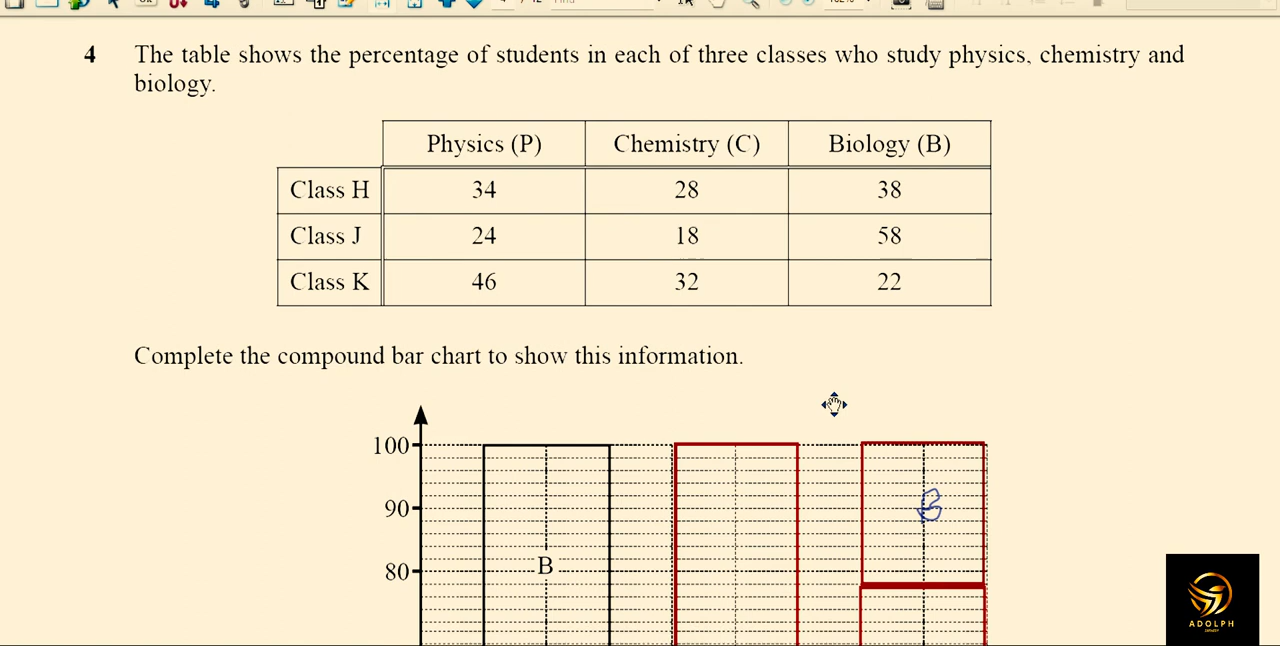 4 The table shows the percentage of students in each of three classes who study physics, chemistry and
biology.
Physics (P) Chemistry (C) Biology (B)
Class H 34 28 38
Class J 24 18 58
Class K 46 32 22
Complete the compound bar chart to show this information.
100
90
B
80
B
ADOLPH